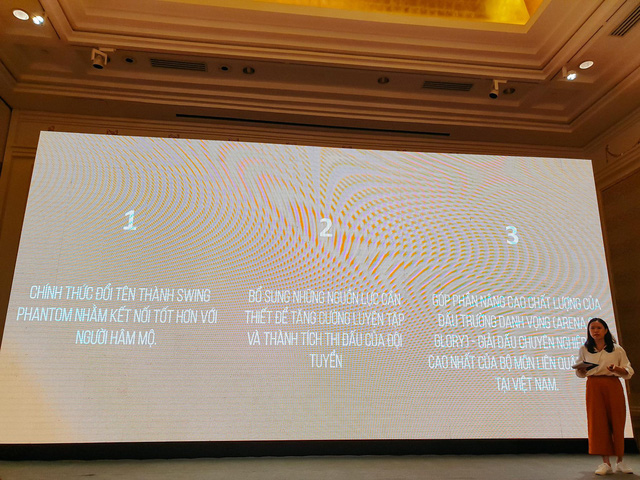 1
CHÍNH THỨC ĐỔI TÊN THÀNH SWING
PHANTOM NHẰM KẾT NỐI TỐT HƠN VỚI
NGƯỜI HÂM MỘ.
2
BỔ SUNG NHỮNG NGUỒN LỰC CẦN
THIẾT ĐỂ TĂNG CƯỜNG LUYỆN TẬP
VÀ THÀNH TÍCH THI ĐẤU CỦA ĐỘI
TUYỂN
3
GÓP PHẦN NÂNG CAO CHẤT LƯỢNG CỦA
ĐẤU TRƯỜNG DANH VỌNG (ARENA
GLORY) - GIẢI ĐẤU CHUYÊN NGHIỆP
CAO NHẤT CỦA BỘ MÔN LIÊN
TẠI VIỆT NAM.